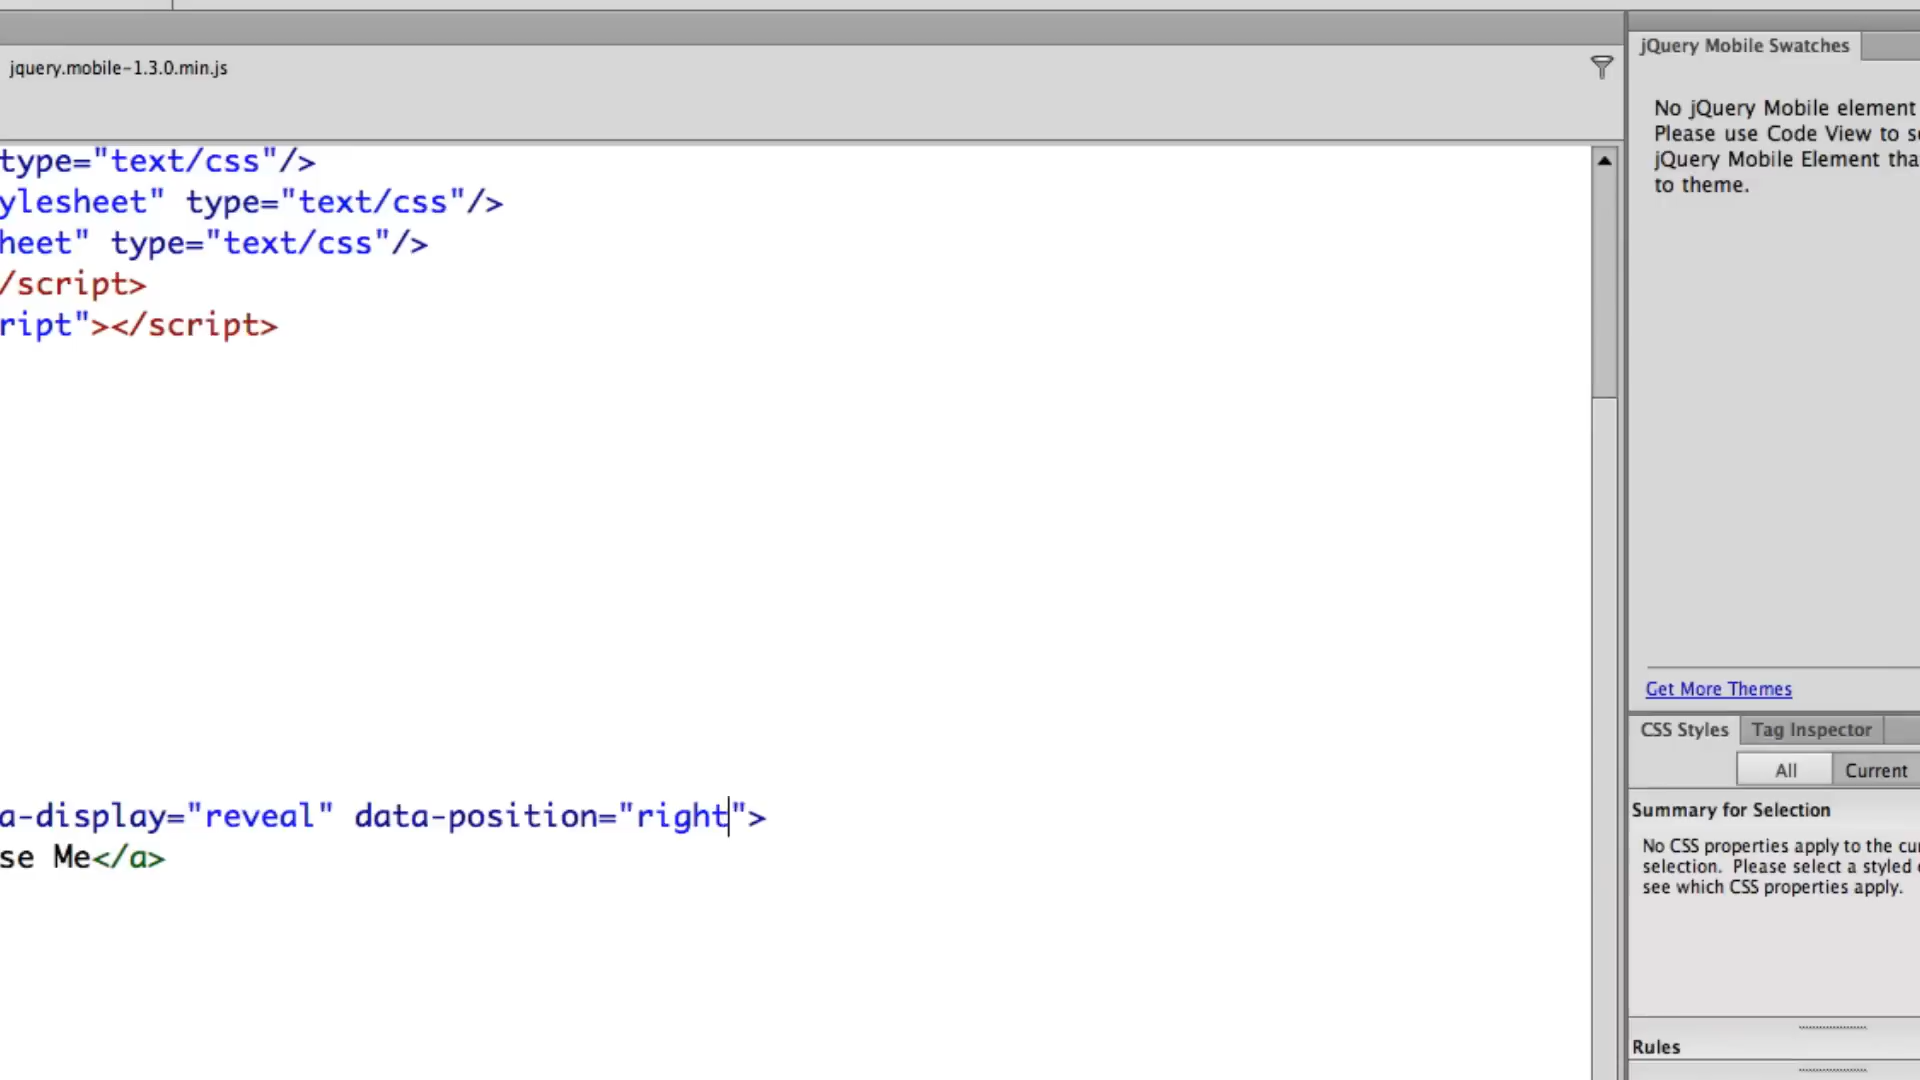 jquery.mobile-1.3.0.min.js
type="text/css"/>
ylesheet" type="text/css"/>
heet" type="text/css"/>
/script>
ript"></script>
a-display="reveal" data-position="right">
se Me</a>
jQuery Mobile Swatches
No jQuery Mobile element
Please use Code View to se
jQuery Mobile Element tha
to theme.
Get More Themes
CSS Styles Tag Inspector
All Current
Summary for Selection
No CSS properties apply to the cur
selection. Please select a styled
see which CSS properties apply.
Rules